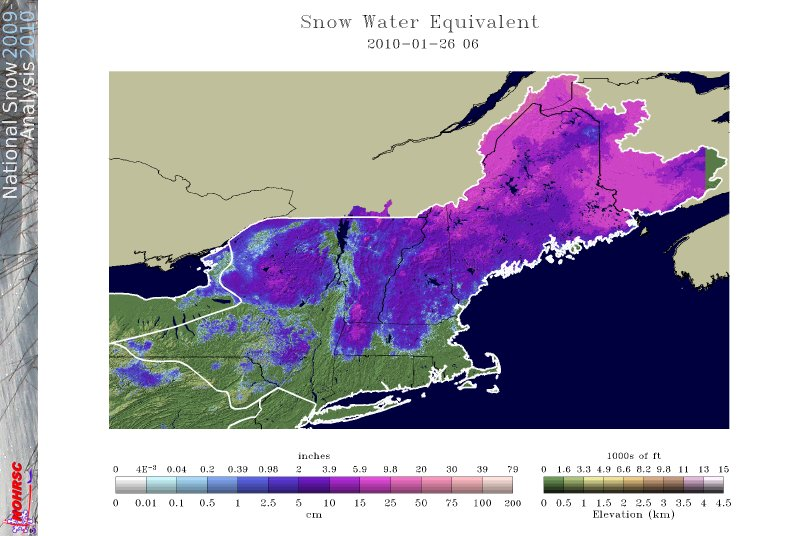 Snow Water Equivalent
2010-01-26 06
National Snow 2009-
Analysis 2010
NOHRSC
inches
0 4E-3 0.04 0.2 0.39 0.98 2 3.9 5.9 9.8 20 30 39 79
0 0.01 0.1 0.5 1 2.5 5 10 15 25 50 75 100 200
cm
1000s of ft
0 1.6 3.3 4.9 6.6 8.2 9.8 11 13 15
0 0.5 1 1.5 2 2.5 3 3.5 4 4.5
Elevation (km)